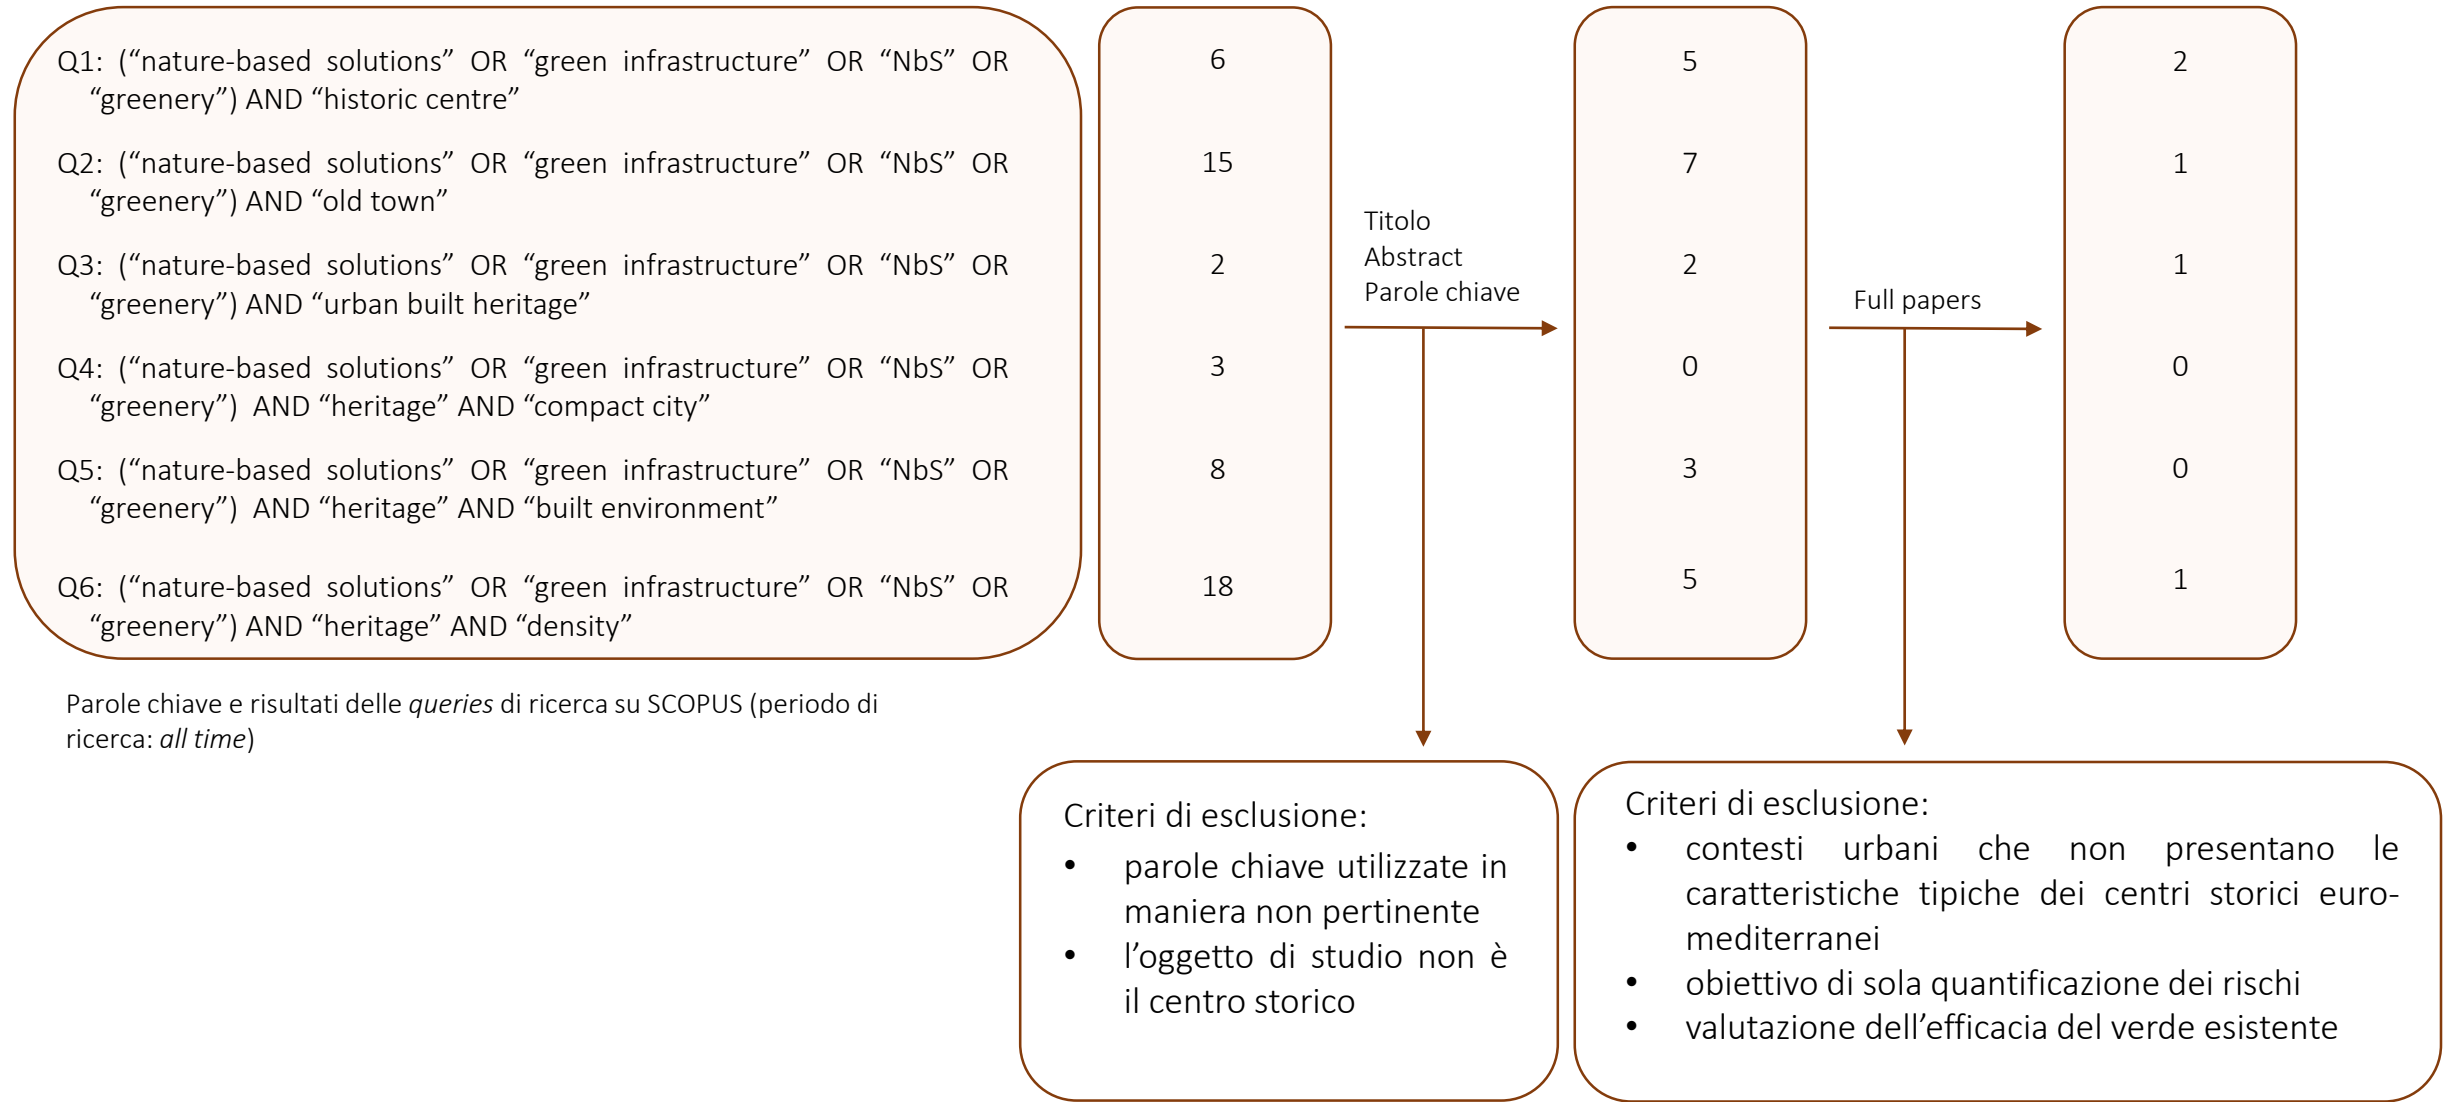 Q1: (“nature-based solutions” OR “green infrastructure” OR “NbS” OR
“greenery”) AND “historic centre”
Q2: (“nature-based solutions” OR “green infrastructure” OR “NbS” OR
“greenery”) AND “old town”
Q3: (“nature-based solutions” OR “green infrastructure” OR “NbS” OR
“greenery”) AND “urban built heritage”
Q4: (“nature-based solutions” OR “green infrastructure” OR “NbS” OR
“greenery”) AND “heritage” AND “compact city”
Q5: (“nature-based solutions” OR “green infrastructure” OR “NbS” OR
“greenery”) AND “heritage” AND “built environment”
Q6: (“nature-based solutions” OR “green infrastructure” OR “NbS” OR
“greenery”) AND “heritage” AND “density”
Parole chiave e risultati delle queries di ricerca su SCOPUS (periodo di
ricerca: all time)
6
15
2
3
8
18
Titolo
Abstract
Parole chiave
5
7
2
0
3
5
Full papers
2
1
1
0
0
1
Criteri di esclusione:
• parole chiave utilizzate in
maniera non pertinente
• l’oggetto di studio non è
il centro storico
Criteri di esclusione:
• contesti urbani che non presentano le
caratteristiche tipiche dei centri storici euro-
mediterranei
• obiettivo di sola quantificazione dei rischi
• valutazione dell’efficacia del verde esistente